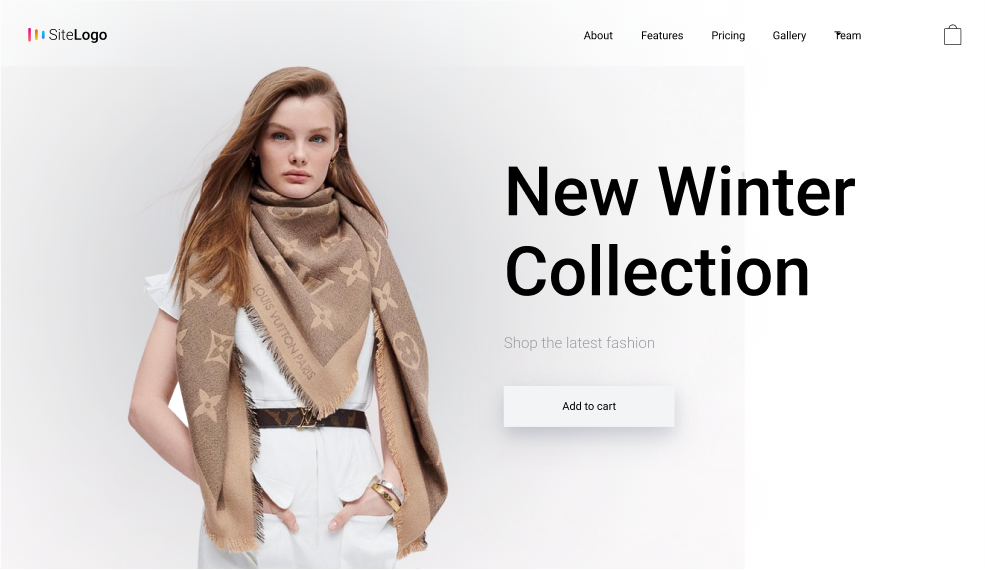 SiteLogo
About Features Pricing Gallery Team
New Winter
Collection
Shop the latest fashion
Add to cart
LOUIS VUITTON PARIS